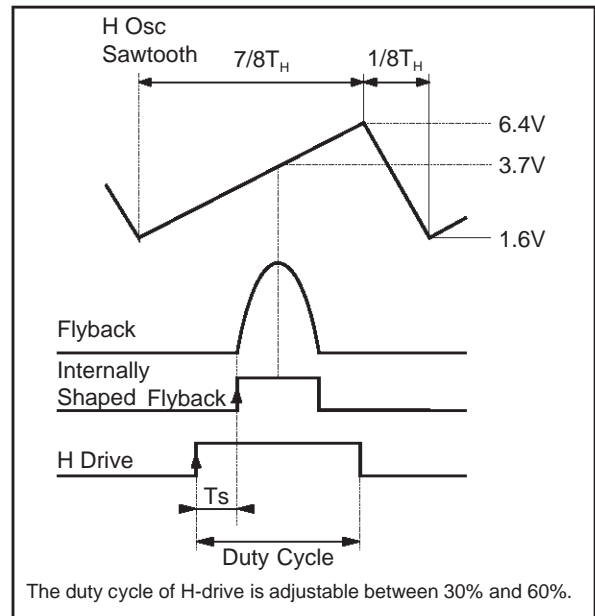 H Osc
Sawtooth
7/8T_H
1/8T_H
6.4V
3.7V
1.6V
Flyback
Internally
Shaped Flyback
H Drive
Ts
Duty Cycle
The duty cycle of H-drive is adjustable between 30% and 60%.